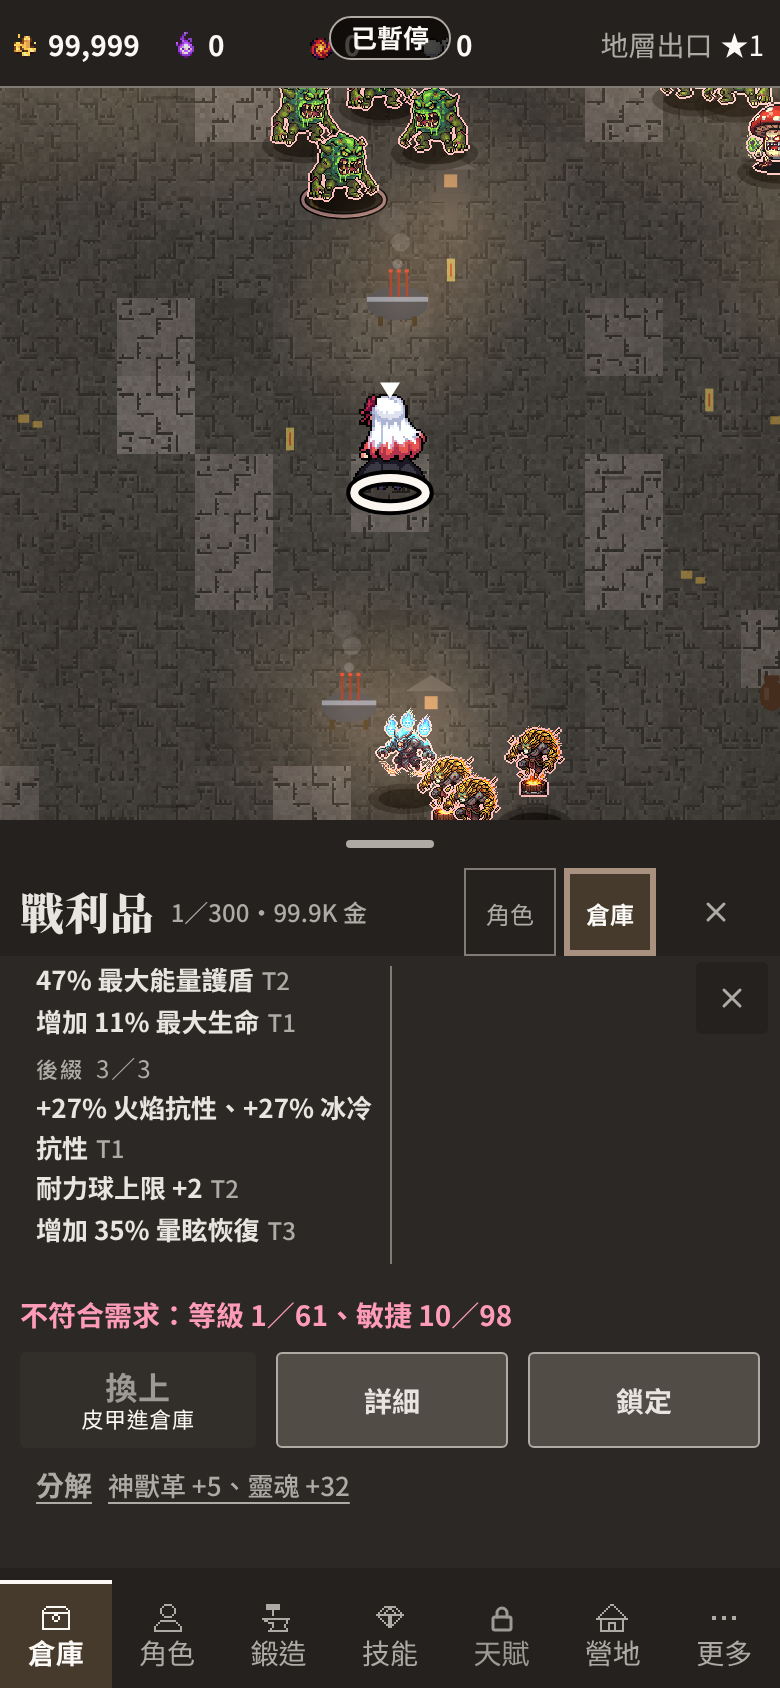 99,999
0
已暫停
0
地層出口 ★1
戰利品
1／300・99.9K 金
角色
倉庫
47% 最大能量護盾 T2
增加 11% 最大生命 T1
後綴 3／3
+27% 火焰抗性、+27% 冰冷
抗性 T1
耐力球上限 +2 T2
增加 35% 暈眩恢復 T3
不符合需求：等級 1／61、敏捷 10／98
換上
皮甲進倉庫
詳細
鎖定
分解 神獸革 +5、靈魂 +32
倉庫
角色
鍛造
技能
天賦
營地
更多